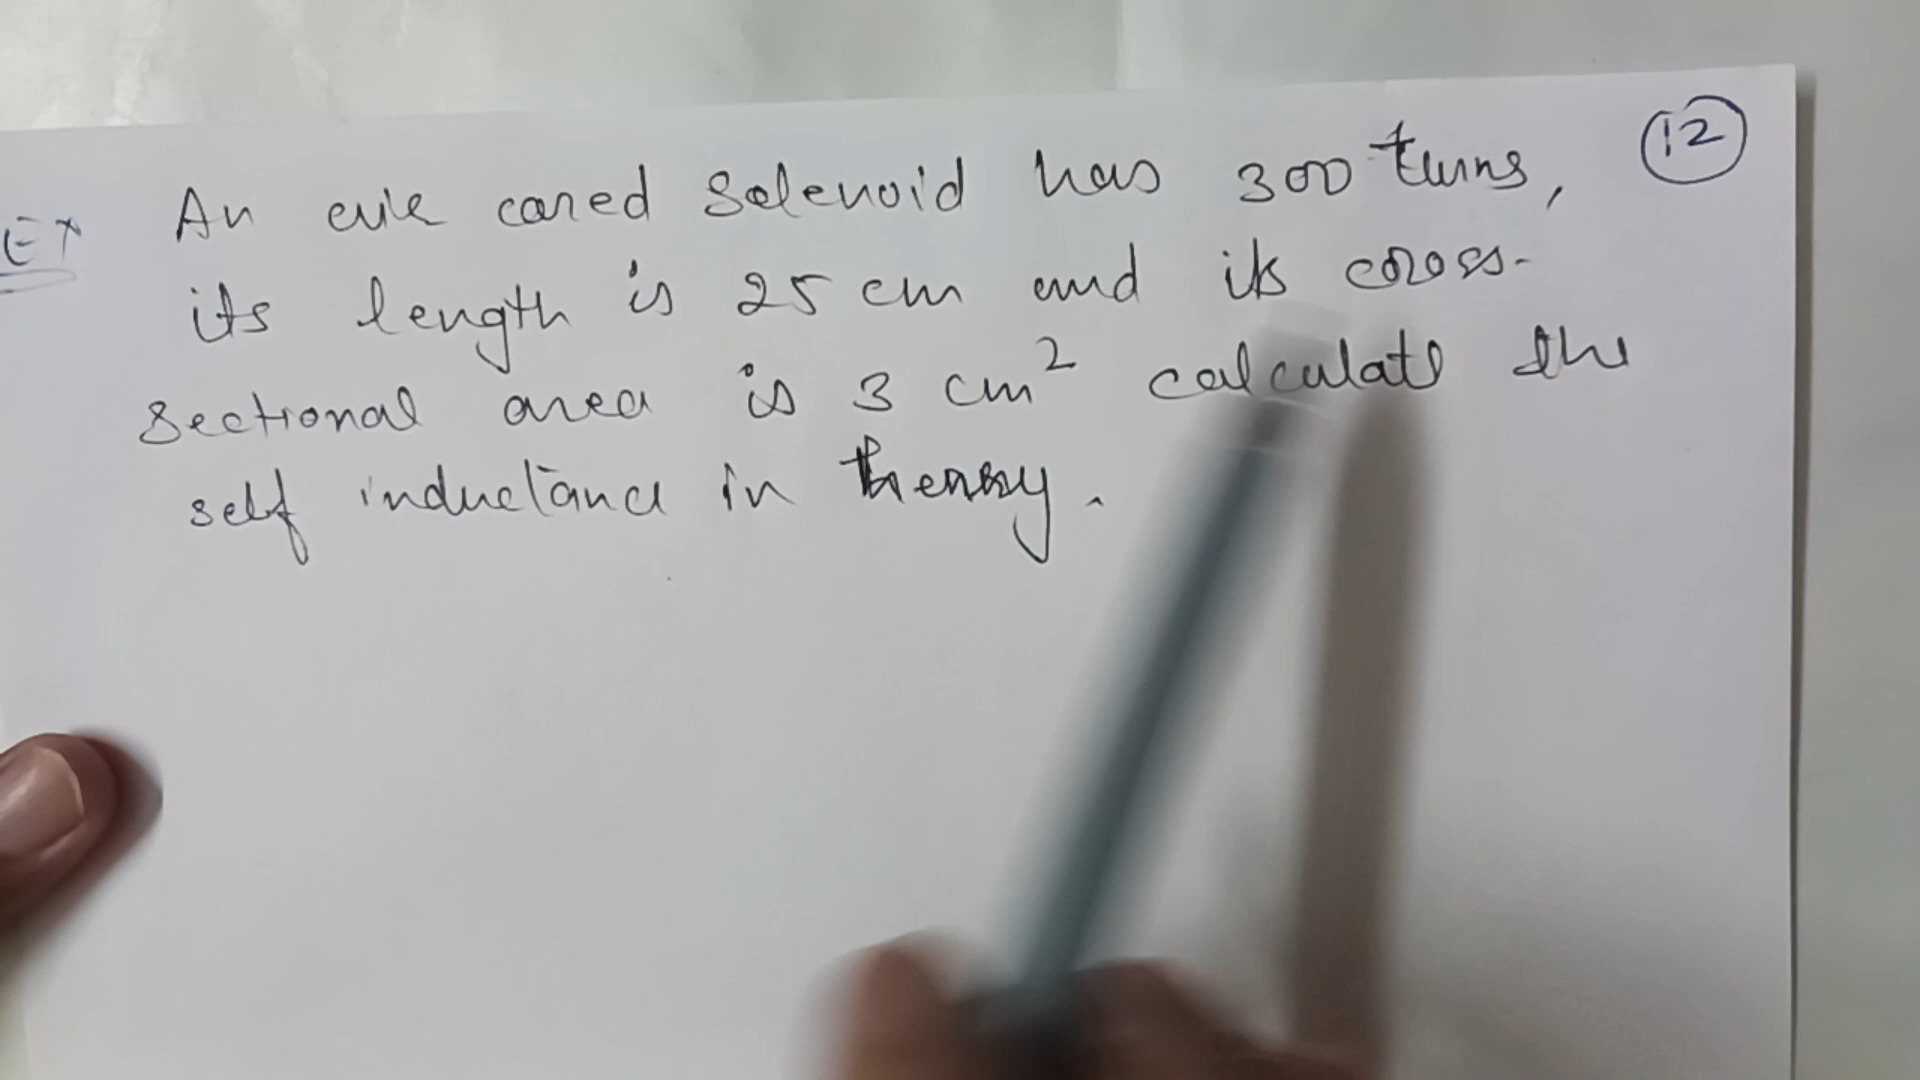 12
Ex An air cored solenoid has 300 turns,
its length is 25 cm and its cross-
sectional area is 3 cm² calculate the
self inductance in henry.